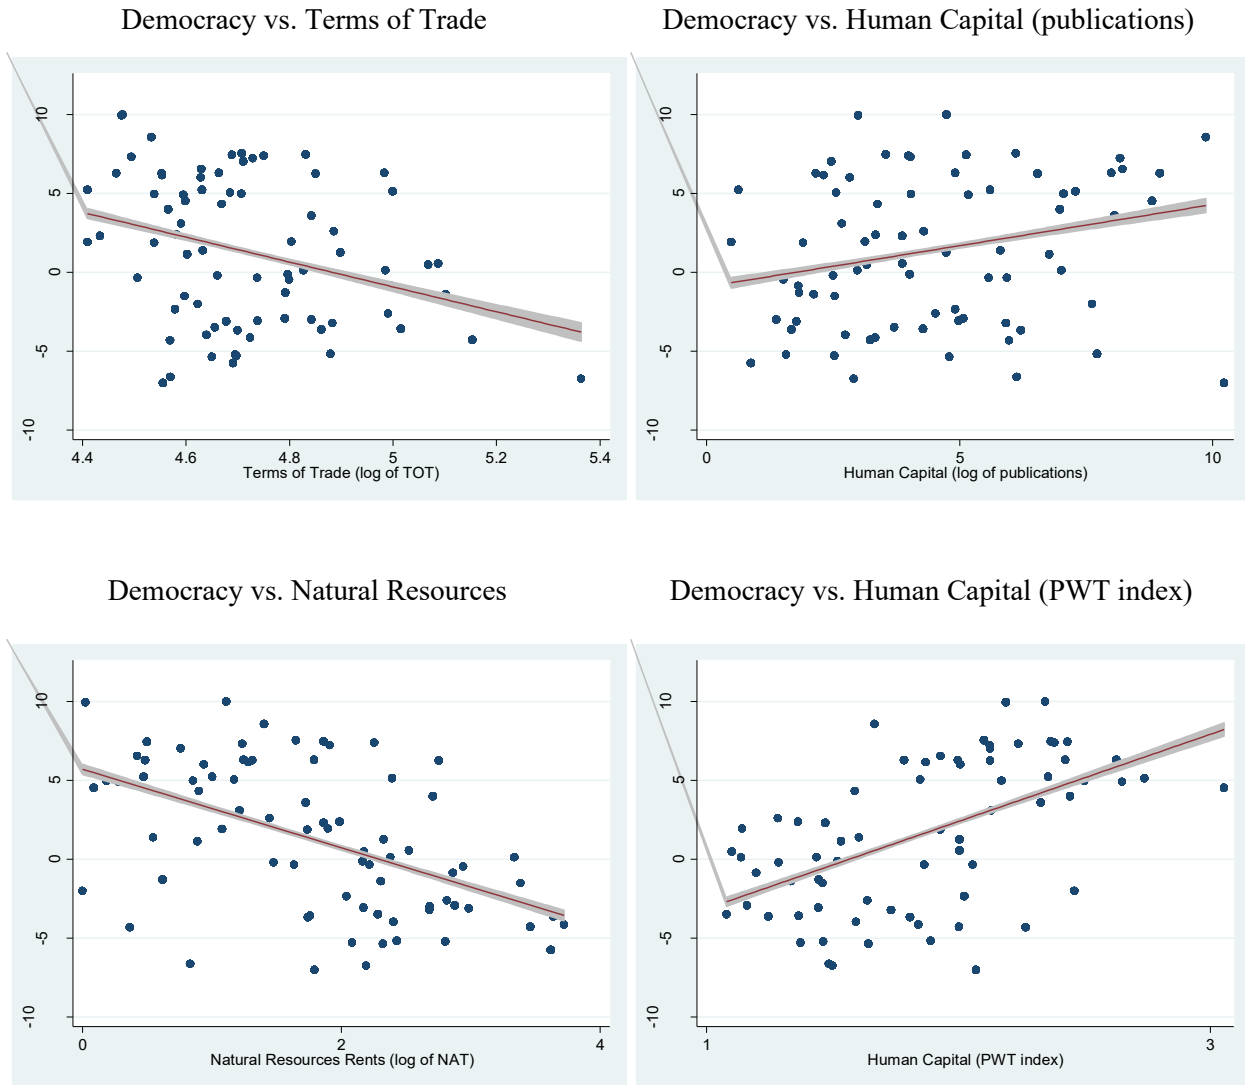 Democracy vs. Terms of Trade
10
5
0
-5
-10
4.4 4.6 4.8 5 5.2 5.4
Terms of Trade (log of TOT)
Democracy vs. Human Capital (publications)
10
5
0
-5
-10
0 5 10
Human Capital (log of publications)
Democracy vs. Natural Resources
10
5
0
-5
-10
0 2 4
Natural Resources Rents (log of NAT)
Democracy vs. Human Capital (PWT index)
10
5
0
-5
-10
1 3
Human Capital (PWT index)